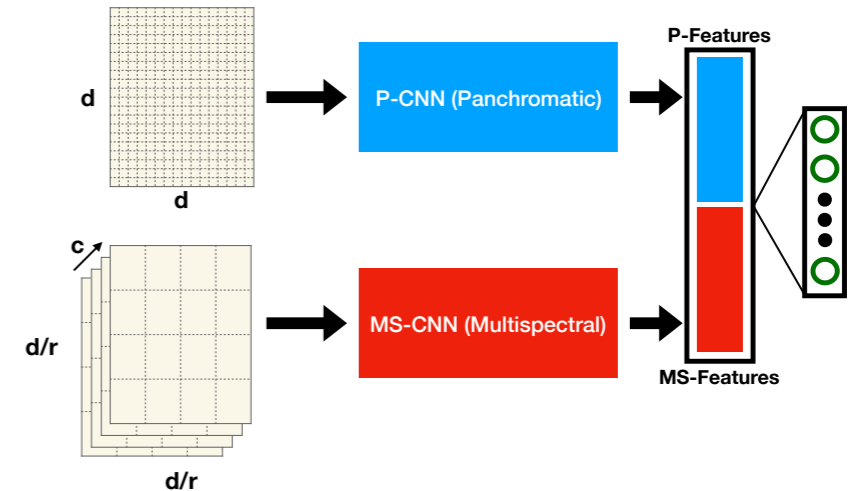 P-Features
d
P-CNN (Panchromatic)
d
c
MS-CNN (Multispectral)
d/r
MS-Features
d/r